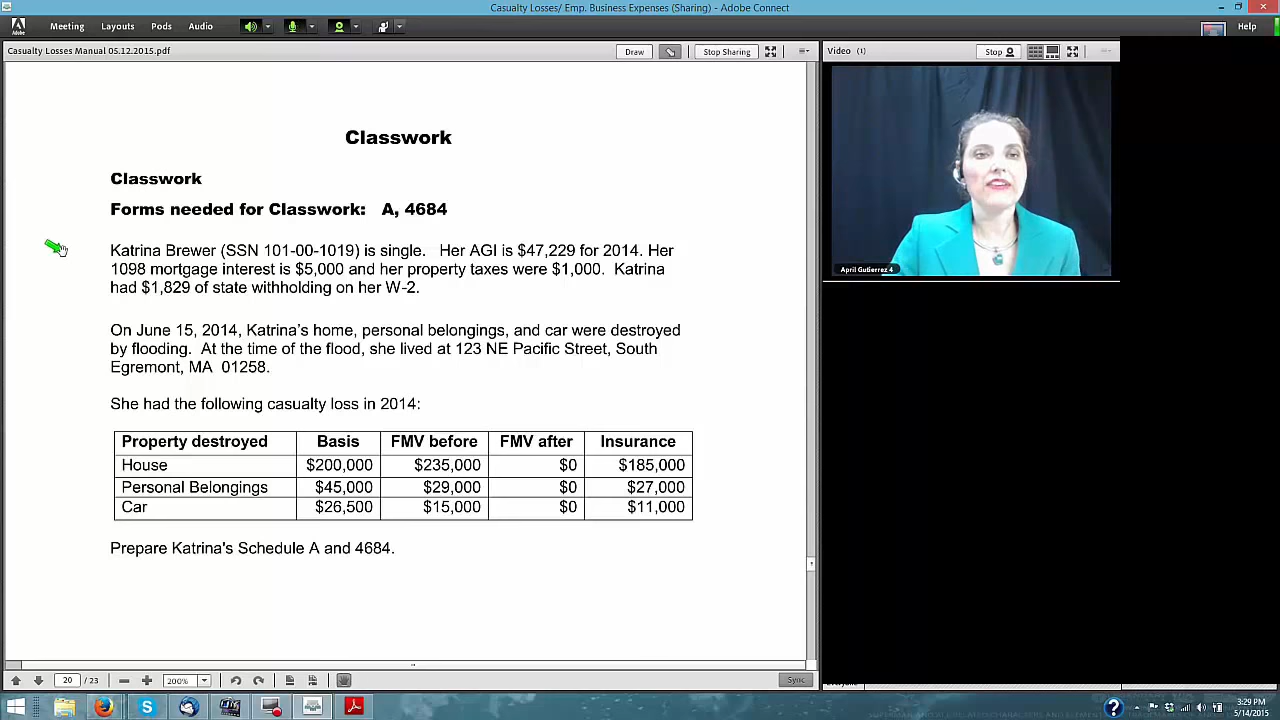 Casualty Losses/ Emp. Business Expenses (Sharing) - Adobe Connect
Meeting Layouts Pods Audio Help
Casualty Losses Manual 05.12.2015.pdf Draw Stop Sharing
Video (1) Stop
Classwork
Classwork
Forms needed for Classwork: A, 4684
Katrina Brewer (SSN 101-00-1019) is single. Her AGI is $47,229 for 2014. Her
1098 mortgage interest is $5,000 and her property taxes were $1,000. Katrina
had $1,829 of state withholding on her W-2.
On June 15, 2014, Katrina's home, personal belongings, and car were destroyed
by flooding. At the time of the flood, she lived at 123 NE Pacific Street, South
Egremont, MA 01258.
She had the following casualty loss in 2014:
Property destroyed Basis FMV before FMV after Insurance
House $200,000 $235,000 $0 $185,000
Personal Belongings $45,000 $29,000 $0 $27,000
Car $26,500 $15,000 $0 $11,000
Prepare Katrina's Schedule A and 4684.
April Gutierrez 4
20 / 23 200% Sync
3:29 PM
5/14/2015